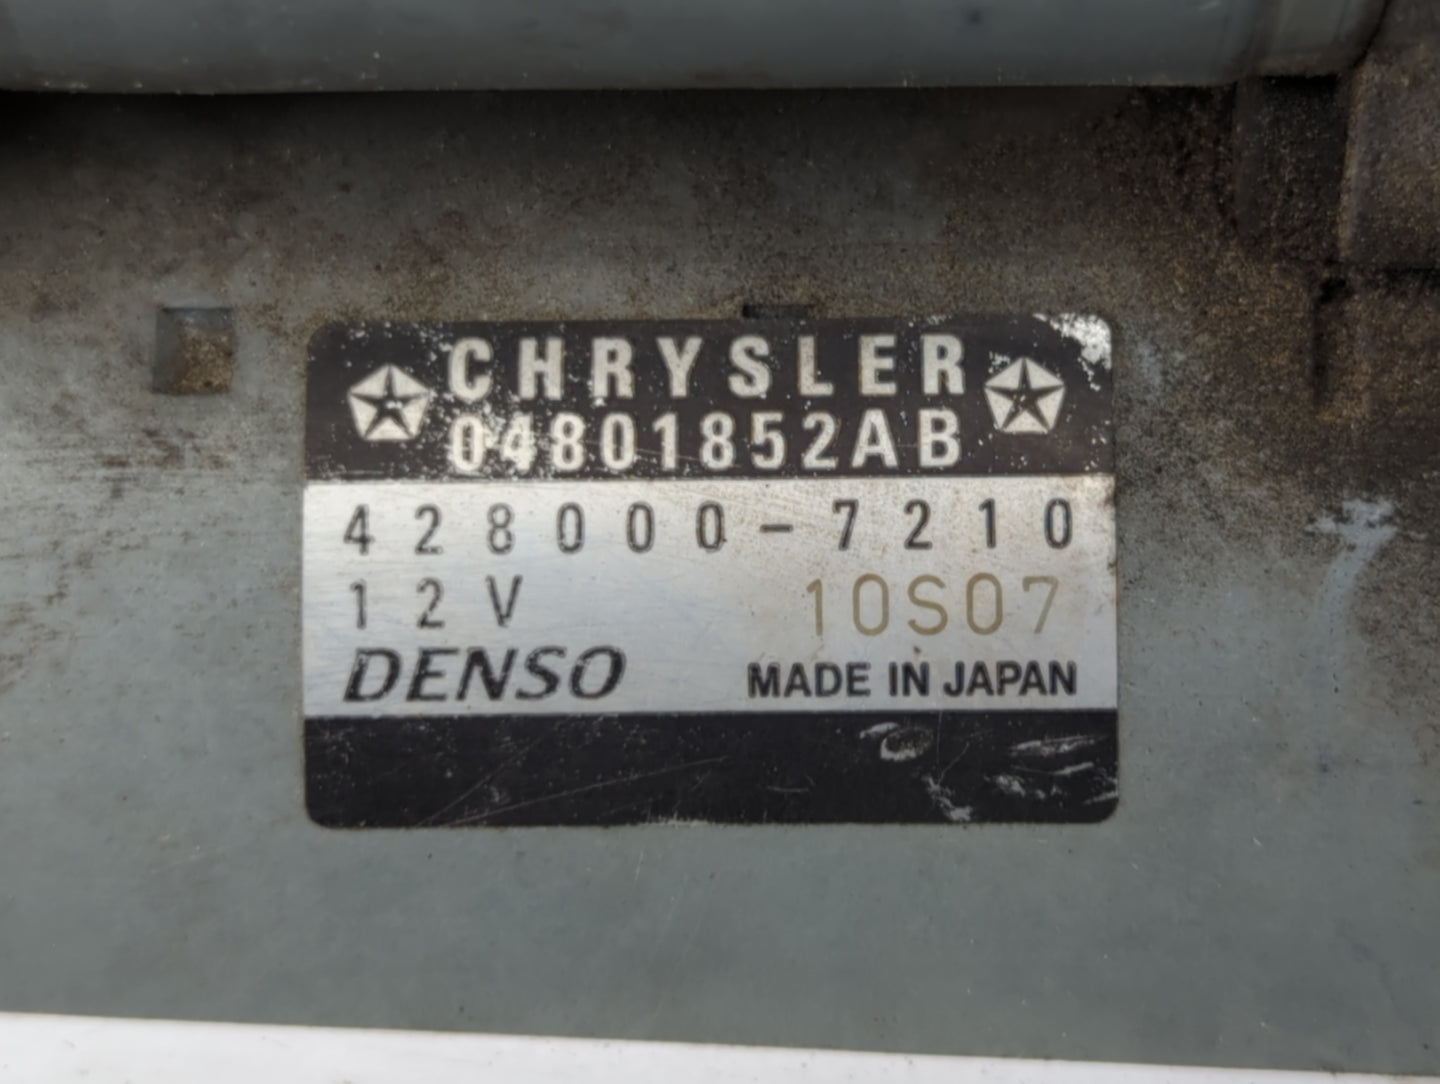 CHRYSLER
04801852AB
428000-7210
12V 10S07
DENSO MADE IN JAPAN